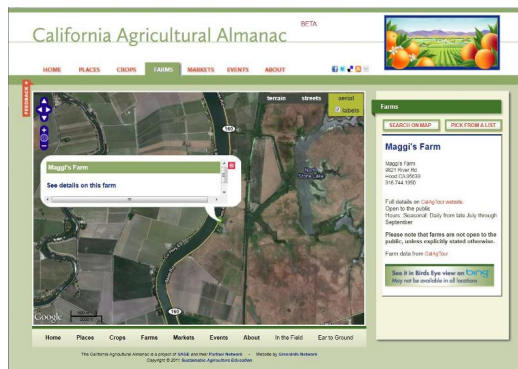 BETA
California Agricultural Almanac
HOME PLACES CROPS FARMS MARKETS EVENTS ABOUT
FEEDBACK
terrain streets aerial
labels
160
Maggi's Farm
See details on this farm
North Stone Lake
160
Google
Farms
SEARCH ON MAP PICK FROM A LIST
Maggi's Farm
Maggi's Farm
9821 River Rd
Hood CA 95639
916.744.1950
Full details on CalAgTour website.
Open to the public
Hours: Seasonal: Daily from late July through
September
Please note that farms are not open to the
public, unless explicitly stated otherwise.
Farm data from CalAgTour
See it in Birds Eye view on bing
May not be available in all locations
Home Places Crops Farms Markets Events About In the Field Ear to Ground
The California Agricultural Almanac is a project of SAGE and their Partner Network - Website by GreenInfo Network
Copyright © 2011 Sustainable Agriculture Education